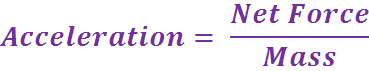 Acceleration = Net Force / Mass